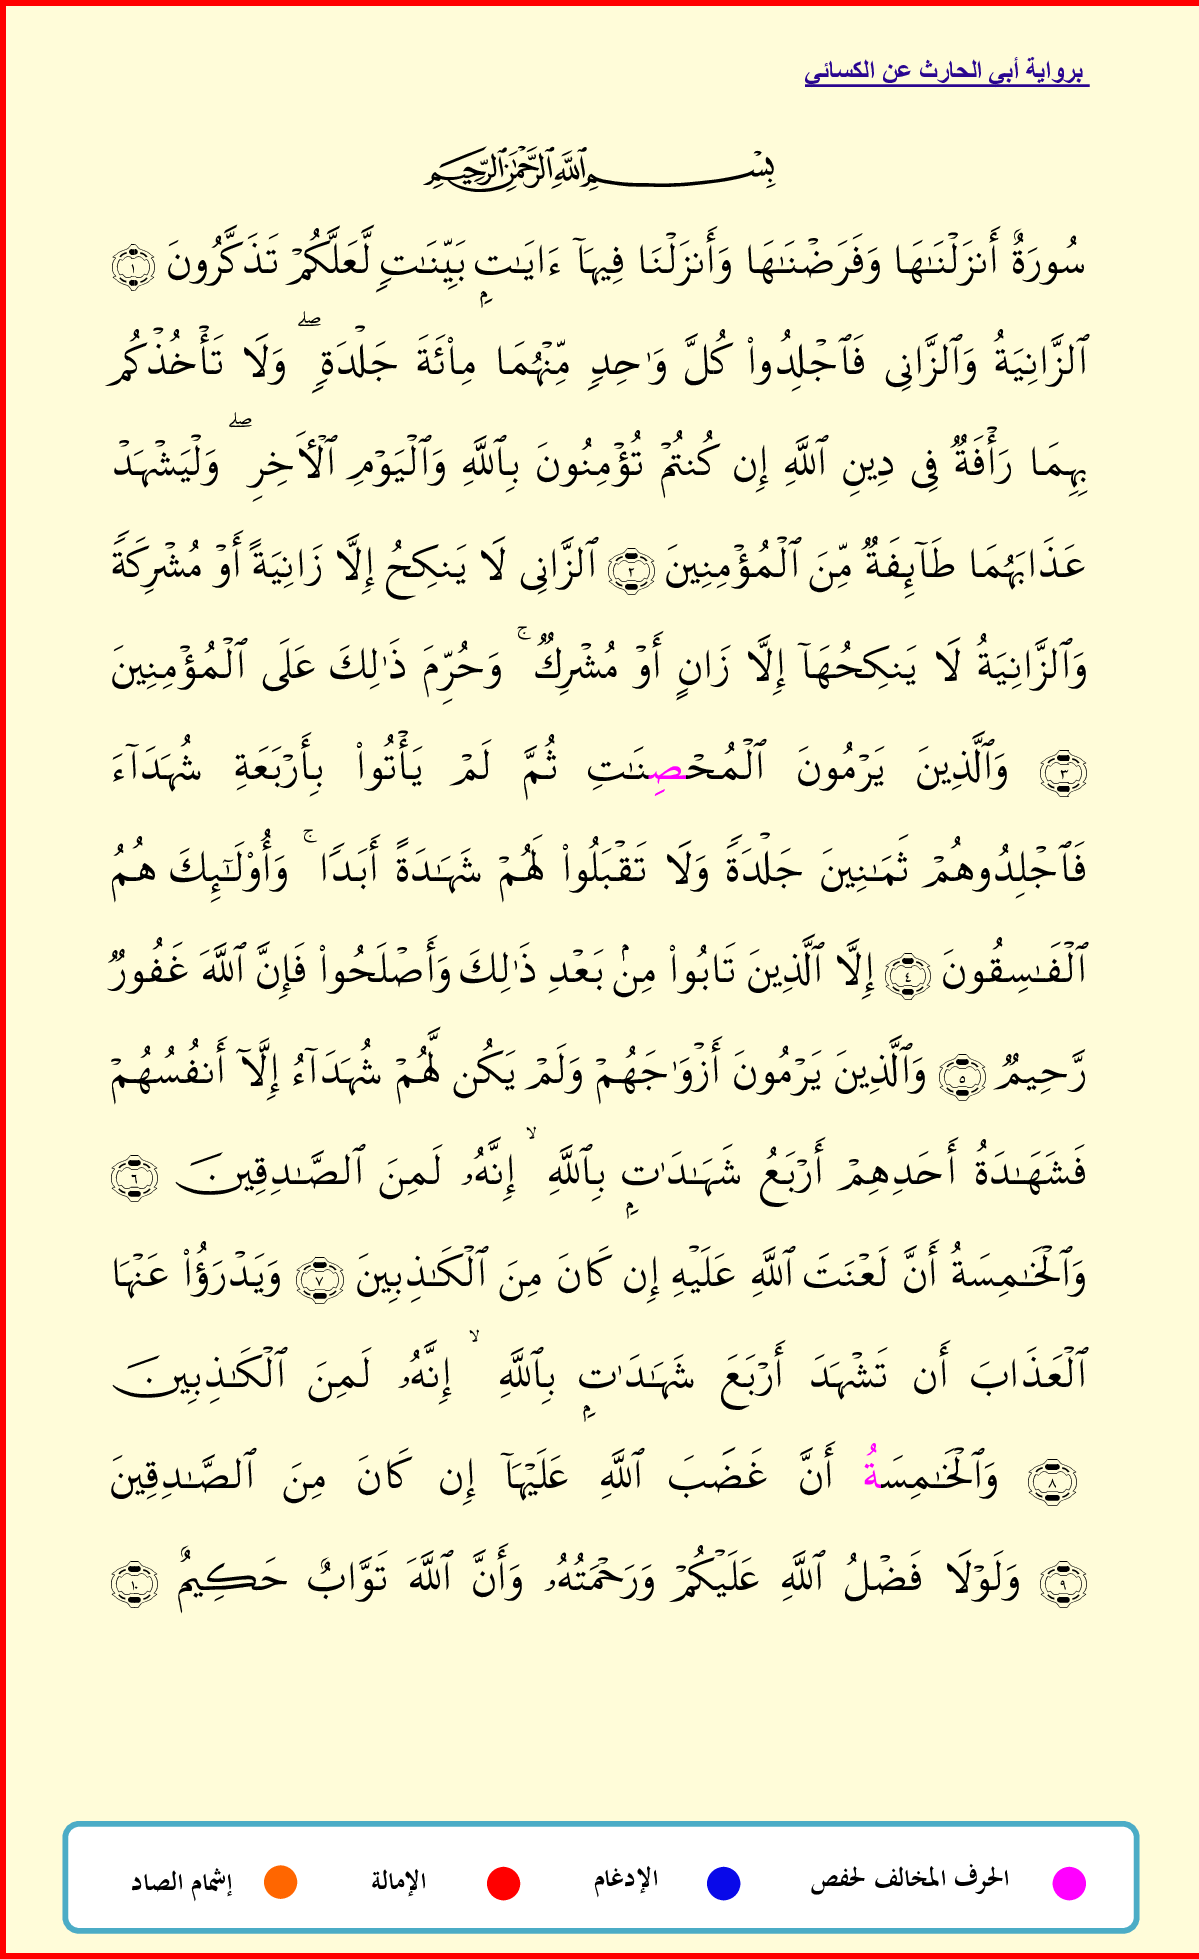 برواية أبي الحارث عن الكسائي
بِسْمِ ٱللَّهِ ٱلرَّحْمَٰنِ ٱلرَّحِيمِ
سُورَةٌ أَنزَلْنَٰهَا وَفَرَضْنَٰهَا وَأَنزَلْنَا فِيهَآ ءَايَٰتِۭ بَيِّنَٰتٍ لَّعَلَّكُمْ تَذَكَّرُونَ ١
ٱلزَّانِيَةُ وَٱلزَّانِى فَٱجْلِدُوا۟ كُلَّ وَٰحِدٍ مِّنْهُمَا مِا۟ئَةَ جَلْدَةٍ ۖ وَلَا تَأْخُذْكُم
بِهِمَا رَأْفَةٌ فِى دِينِ ٱللَّهِ إِن كُنتُمْ تُؤْمِنُونَ بِٱللَّهِ وَٱلْيَوْمِ ٱلْأَخِرِ ۖ وَلْيَشْهَدْ
عَذَابَهُمَا طَآئِفَةٌ مِّنَ ٱلْمُؤْمِنِينَ ٢ ٱلزَّانِى لَا يَنكِحُ إِلَّا زَانِيَةً أَوْ مُشْرِكَةً
وَٱلزَّانِيَةُ لَا يَنكِحُهَآ إِلَّا زَانٍ أَوْ مُشْرِكٌ ۚ وَحُرِّمَ ذَٰلِكَ عَلَى ٱلْمُؤْمِنِينَ
٣ وَٱلَّذِينَ يَرْمُونَ ٱلْمُحْصِنَٰتِ ثُمَّ لَمْ يَأْتُوا۟ بِأَرْبَعَةِ شُهَدَآءَ
فَٱجْلِدُوهُمْ ثَمَٰنِينَ جَلْدَةً وَلَا تَقْبَلُوا۟ لَهُمْ شَهَٰدَةً أَبَدًا ۚ وَأُو۟لَٰٓئِكَ هُمُ
ٱلْفَٰسِقُونَ ٤ إِلَّا ٱلَّذِينَ تَابُوا۟ مِنۢ بَعْدِ ذَٰلِكَ وَأَصْلَحُوا۟ فَإِنَّ ٱللَّهَ غَفُورٌ
رَّحِيمٌ ٥ وَٱلَّذِينَ يَرْمُونَ أَزْوَٰجَهُمْ وَلَمْ يَكُن لَّهُمْ شُهَدَآءُ إِلَّآ أَنفُسُهُمْ
فَشَهَٰدَةُ أَحَدِهِمْ أَرْبَعُ شَهَٰدَٰتِۭ بِٱللَّهِ ۙ إِنَّهُۥ لَمِنَ ٱلصَّٰدِقِينَ ٦
وَٱلْخَٰمِسَةُ أَنَّ لَعْنَتَ ٱللَّهِ عَلَيْهِ إِن كَانَ مِنَ ٱلْكَٰذِبِينَ ٧ وَيَدْرَؤُا۟ عَنْهَا
ٱلْعَذَابَ أَن تَشْهَدَ أَرْبَعَ شَهَٰدَٰتِۭ بِٱللَّهِ ۙ إِنَّهُۥ لَمِنَ ٱلْكَٰذِبِينَ
٨ وَٱلْخَٰمِسَةُ أَنَّ غَضَبَ ٱللَّهِ عَلَيْهَآ إِن كَانَ مِنَ ٱلصَّٰدِقِينَ
٩ وَلَوْلَا فَضْلُ ٱللَّهِ عَلَيْكُمْ وَرَحْمَتُهُۥ وَأَنَّ ٱللَّهَ تَوَّابٌ حَكِيمٌ ١٠
الحرف المخالف لحفص الإدغام الإمالة إشمام الصاد